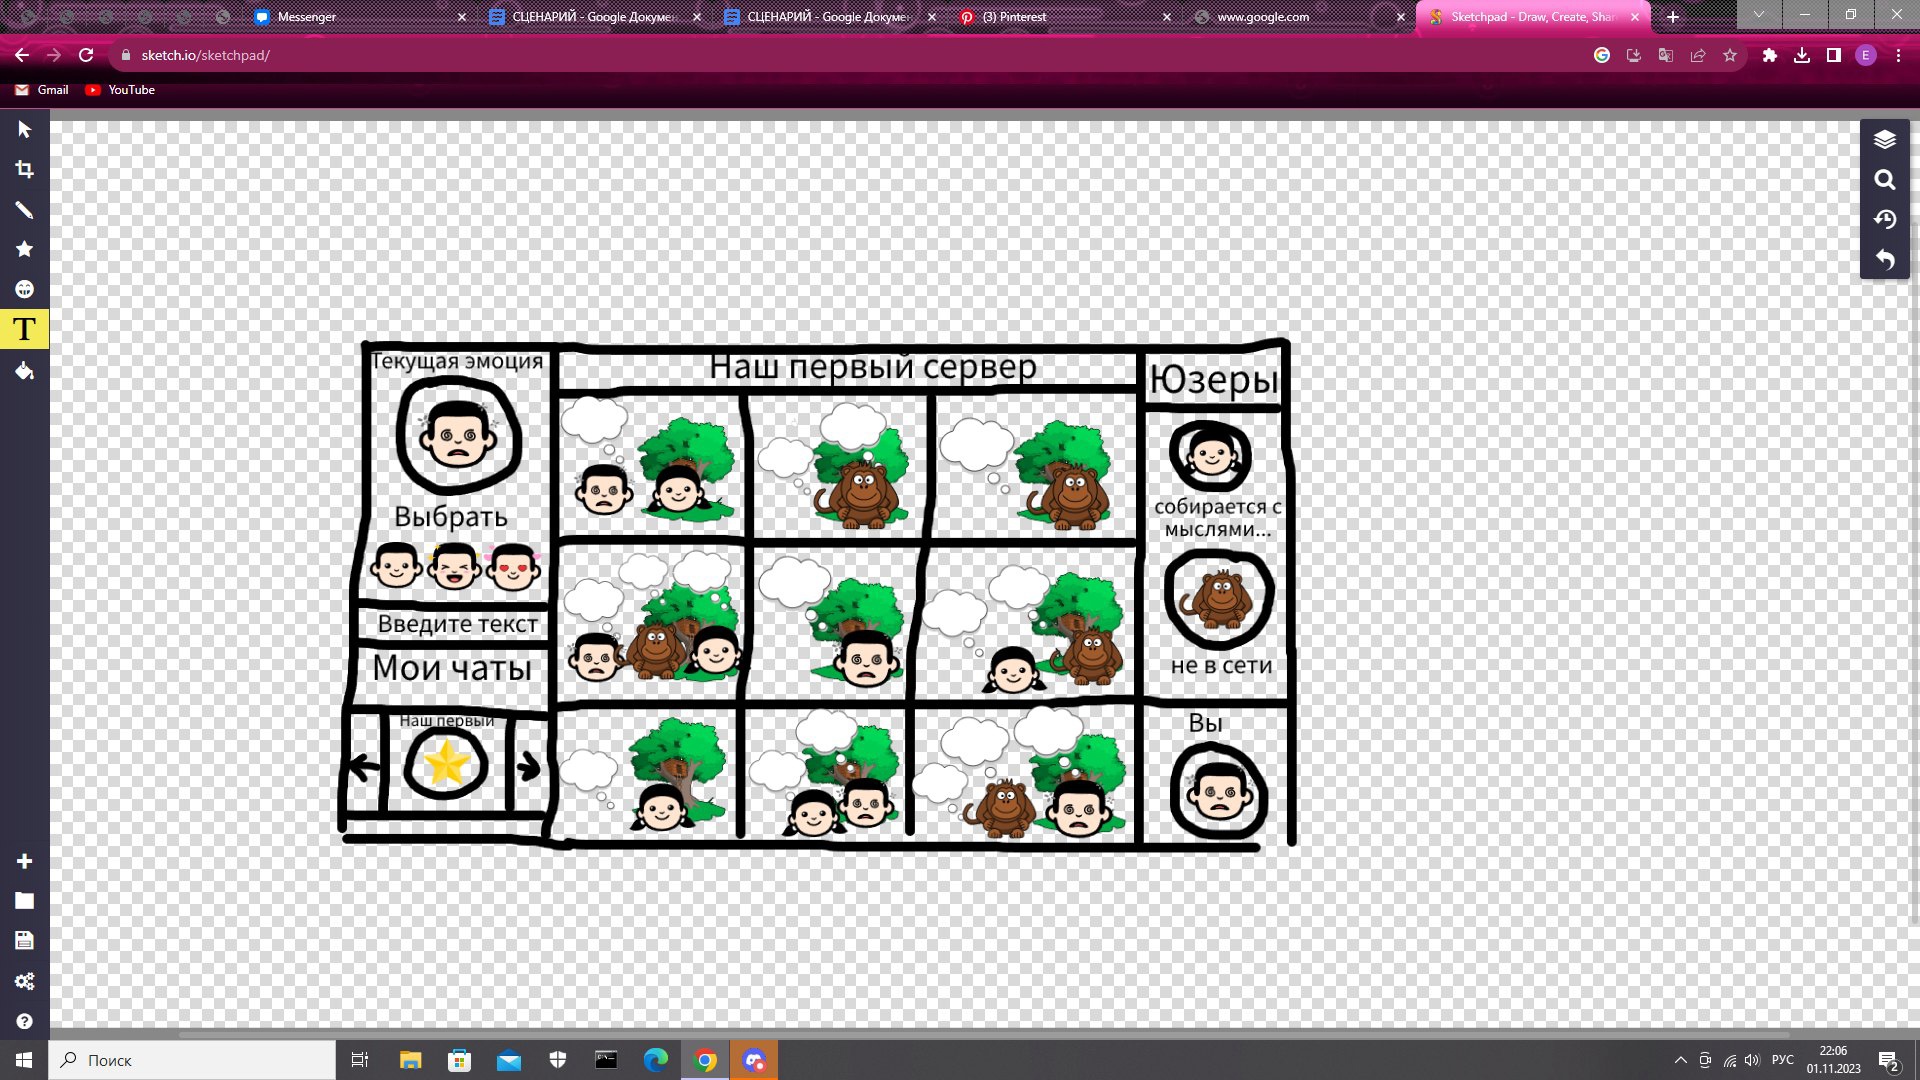 Messenger
СЦЕНАРИЙ - Google Докумен
СЦЕНАРИЙ - Google Докумен
(3) Pinterest
www.google.com
Sketchpad - Draw, Create, Shar
sketch.io/sketchpad/
E
Gmail
YouTube
T
Текущая эмоция
Выбрать
Введите текст
Мои чаты
Наш первый
Наш первый сервер
Юзеры
собирается с
мыслями...
не в сети
Вы
Поиск
РУС
22:06
01.11.2023
2